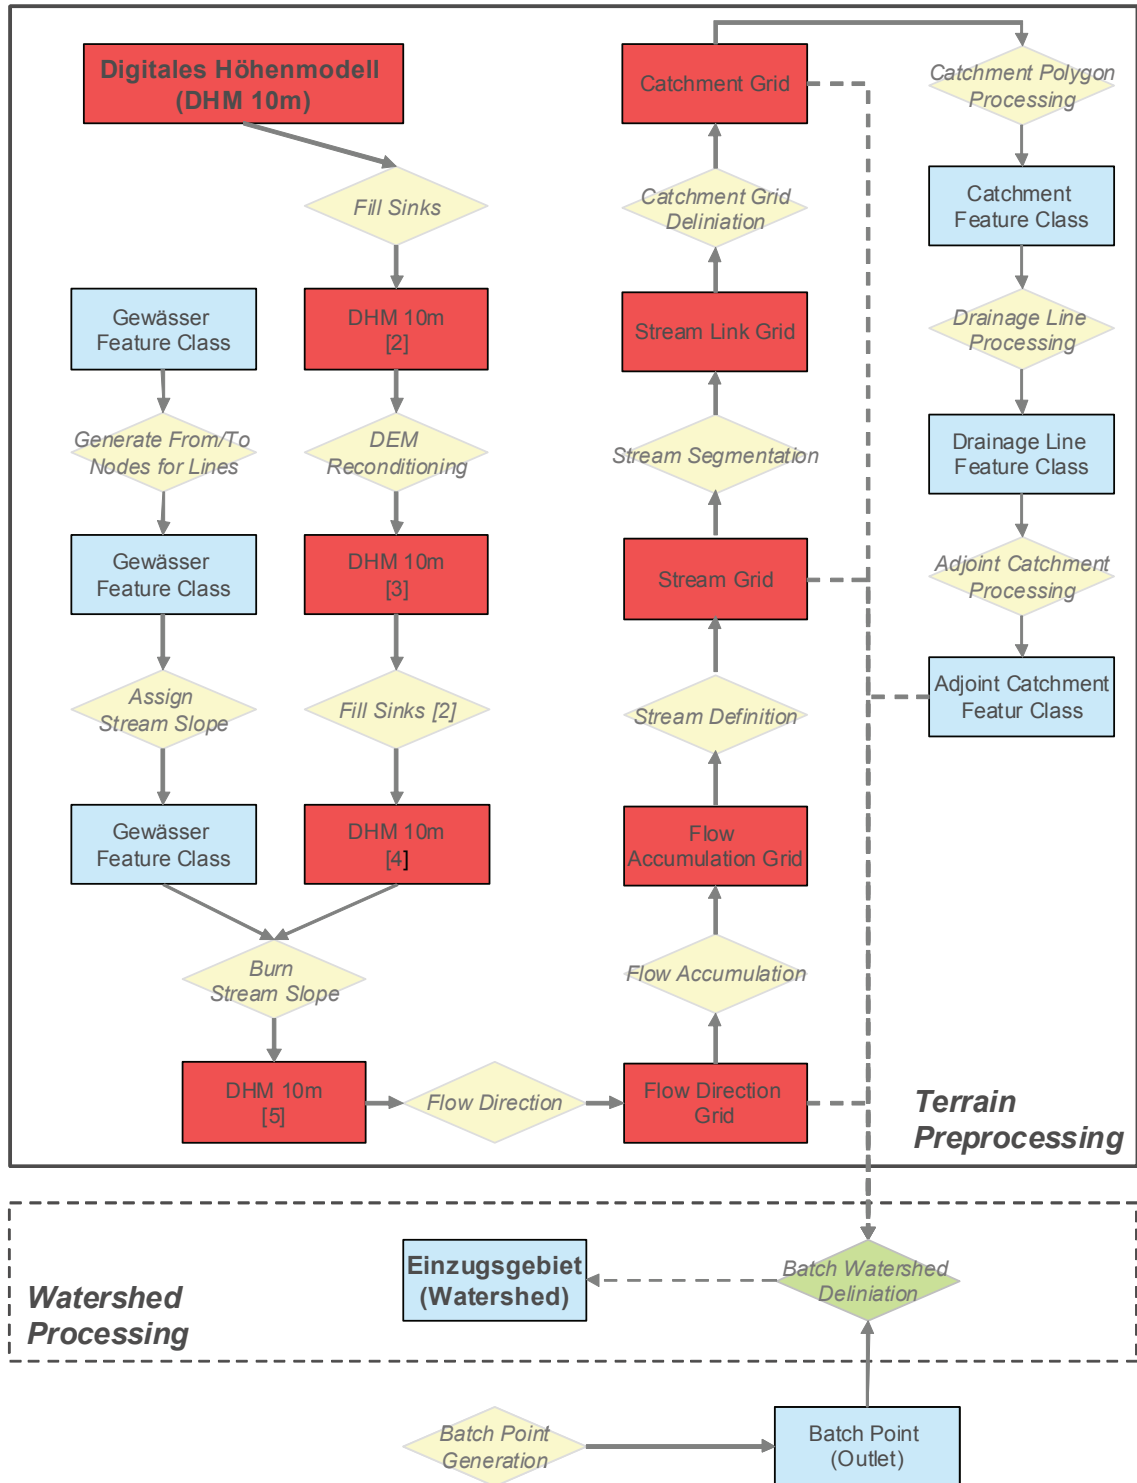 Digitales Höhenmodell
(DHM 10m)
Fill Sinks
Gewässer
Feature Class
DHM 10m
[2]
Generate From/To
Nodes for Lines
DEM
Reconditioning
Gewässer
Feature Class
DHM 10m
[3]
Assign
Stream Slope
Fill Sinks [2]
Gewässer
Feature Class
DHM 10m
[4]
Burn
Stream Slope
DHM 10m
[5]
Flow Direction
Flow Direction
Grid
Flow Accumulation
Flow
Accumulation Grid
Stream Definition
Stream Grid
Stream Segmentation
Stream Link Grid
Catchment Grid
Deliniation
Catchment Grid
Catchment Polygon
Processing
Catchment
Feature Class
Drainage Line
Processing
Drainage Line
Feature Class
Adjoint Catchment
Processing
Adjoint Catchment
Featur Class
Terrain
Preprocessing
Watershed
Processing
Einzugsgebiet
(Watershed)
Batch Watershed
Deliniation
Batch Point
Generation
Batch Point
(Outlet)